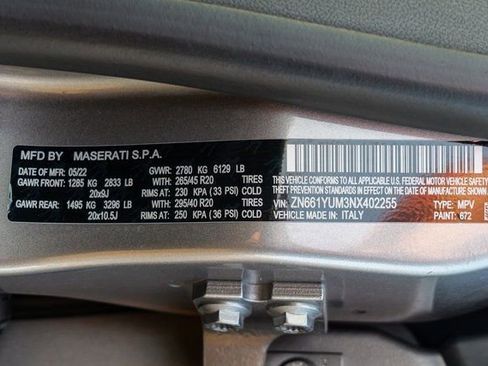 MFD BY MASERATI S.P.A.
DATE OF MFR: 05/22 GVWR: 2780 KG 6129 LB
GAWR FRONT: 1285 KG 2833 LB WITH: 265/45 R20 TIRES
20x9J RIMS AT: 230 KPA (33 PSI) COLD
GAWR REAR: 1495 KG 3296 LB WITH: 295/40 R20 TIRES
20x10.5J RIMS AT: 250 KPA (36 PSI) COLD
THIS VEHICLE CONFORMS TO ALL APPLICABLE U.S. FEDERAL MOTOR VEHICLE SAFETY
THEFT PREVENTION STANDARDS IN EFFECT ON THE DATE OF MANUFACTURE SHOWN ABOVE
VIN: ZN661YUM3NX402255 TYPE: MPV
VEHICLE MADE IN: ITALY PAINT: 672